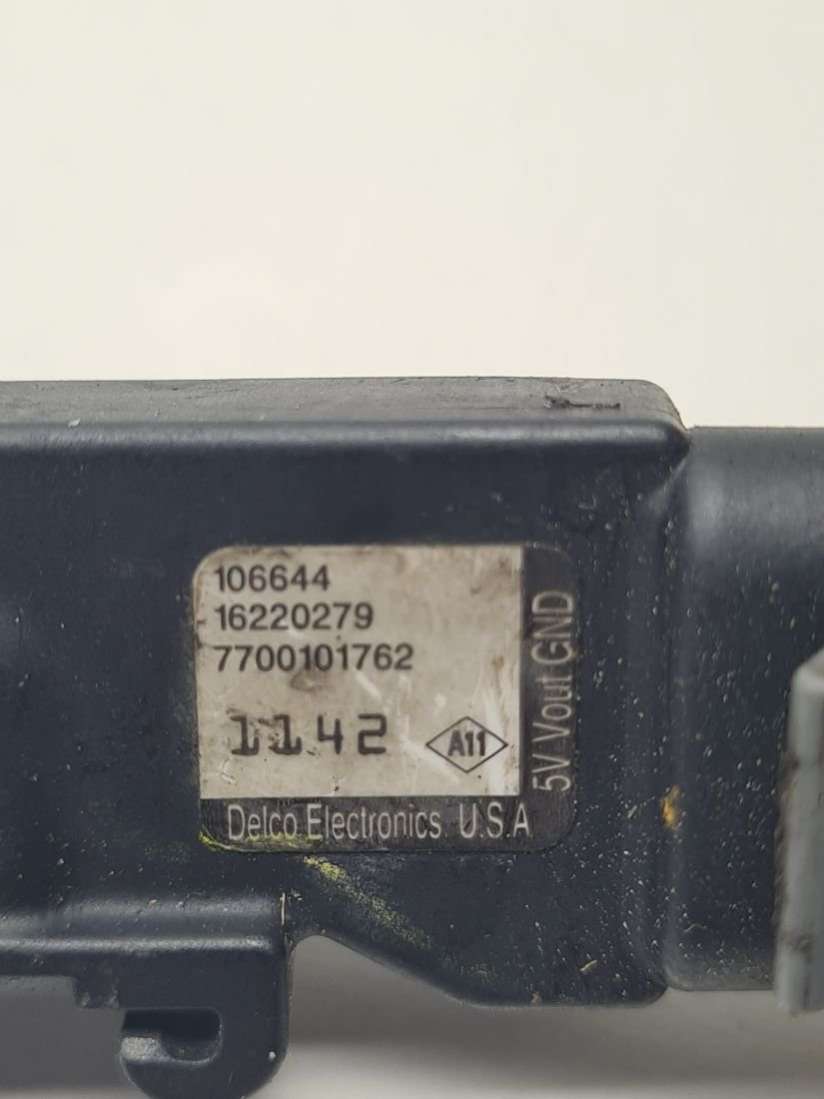 106644
16220279
7700101762
1142
A11
5V Vout GND
Delco Electronics U.S.A